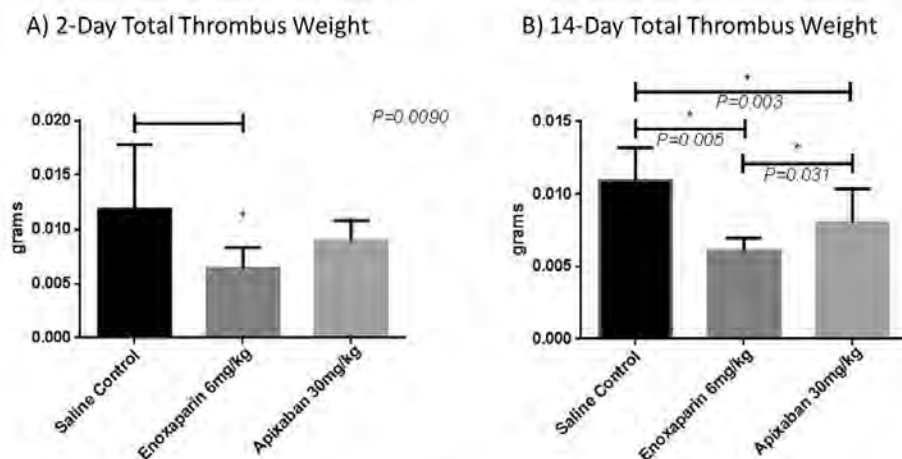 A) 2-Day Total Thrombus Weight
0.020
0.015
0.010
0.005
0.000
grams
*
P=0.0090
Saline Control
Enoxaparin 6mg/kg
Apixaban 30mg/kg
B) 14-Day Total Thrombus Weight
0.015
0.010
0.005
0.000
grams
*
P=0.003
*
P=0.005
*
P=0.031
Saline Control
Enoxaparin 6mg/kg
Apixaban 30mg/kg